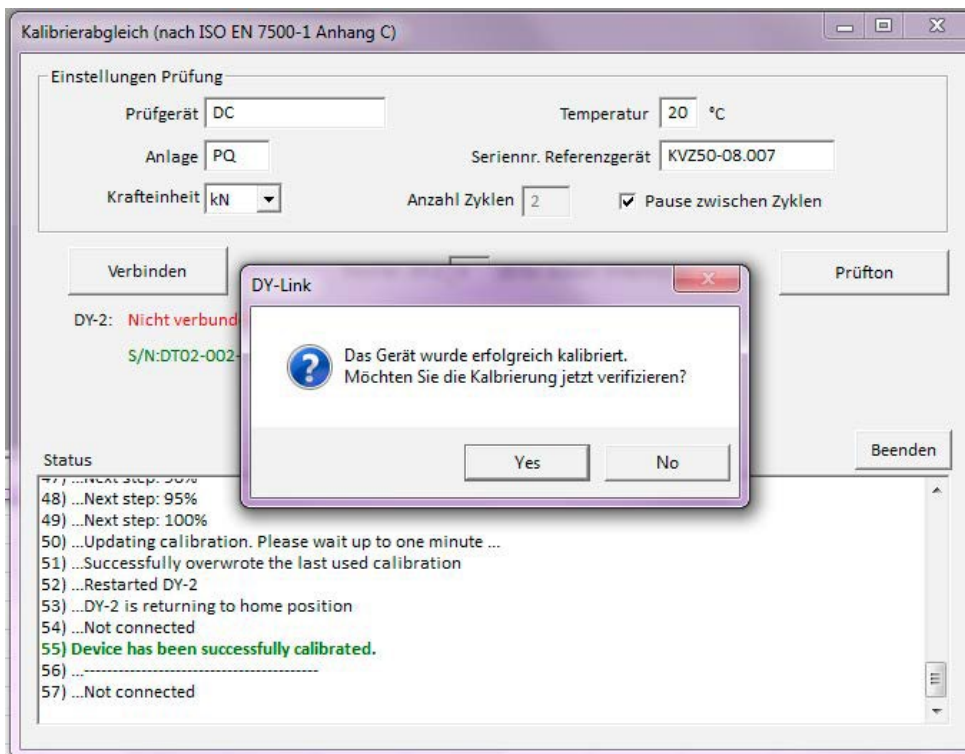 Kalibrierabgleich (nach ISO EN 7500-1 Anhang C)
Einstellungen Prüfung
Prüfgerät DC
Temperatur 20 °C
Anlage PQ
Seriennr. Referenzgerät KVZ50-08.007
Krafteinheit kN
Anzahl Zyklen 2
Pause zwischen Zyklen
Verbinden
Prüfton
DY-2: Nicht verbund
S/N:DT02-002-
DY-Link
Das Gerät wurde erfolgreich kalibriert.
Möchten Sie die Kalbrierung jetzt verifizieren?
Yes
No
Beenden
Status
48) ...Next step: 95%
49) ...Next step: 100%
50) ...Updating calibration. Please wait up to one minute ...
51) ...Successfully overwrote the last used calibration
52) ...Restarted DY-2
53) ...DY-2 is returning to home position
54) ...Not connected
55) Device has been successfully calibrated.
56) ...-----------------------------------------
57) ...Not connected